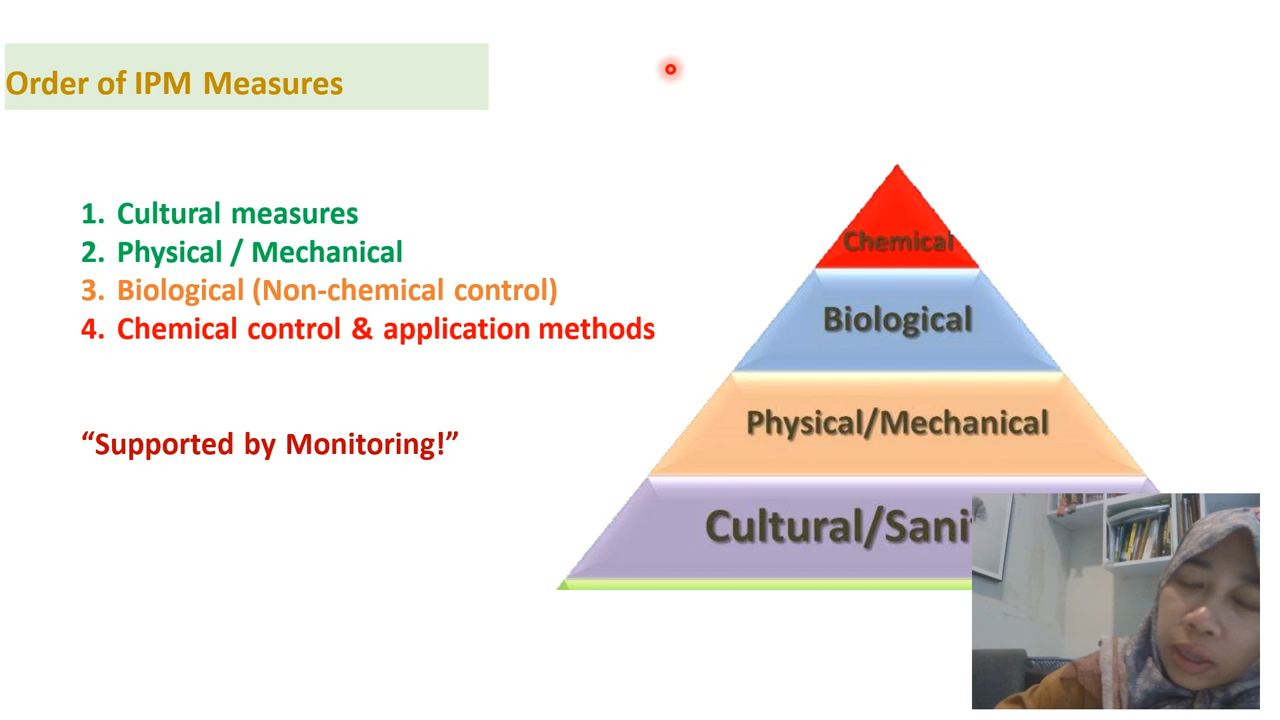 Order of IPM Measures
1. Cultural measures
2. Physical / Mechanical
3. Biological (Non-chemical control)
4. Chemical control & application methods
“Supported by Monitoring!”
Chemical
Biological
Physical/Mechanical
Cultural/Sani